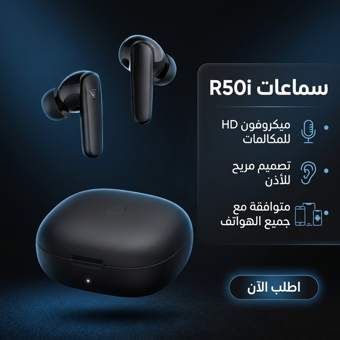 سماعات R50i
ميكروفون HD
للمكالمات
تصميم مريح
للأذن
متوافقة مع
جميع الهواتف
اطلب الآن